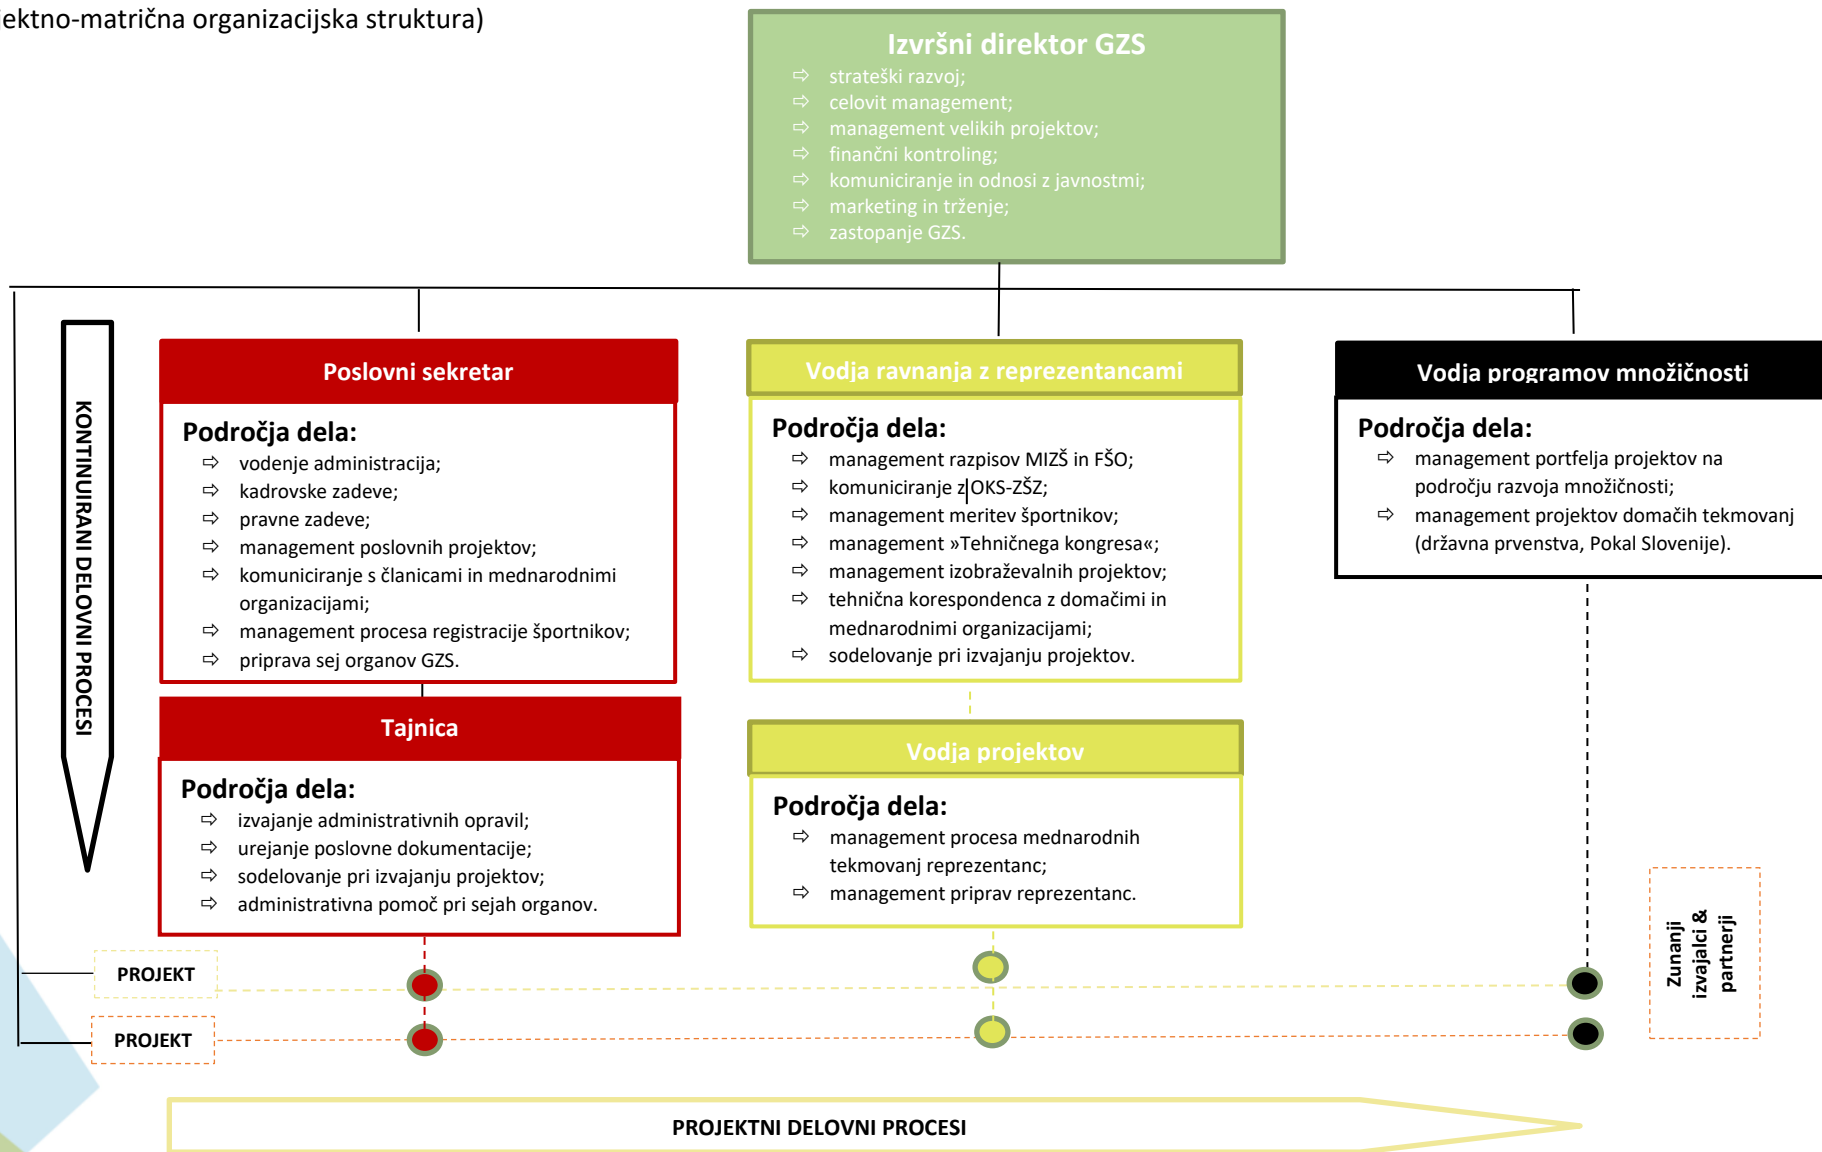 jektno-matrična organizacijska struktura)
Izvršni direktor GZS
⇨ strateški razvoj;
⇨ celovit management;
⇨ management velikih projektov;
⇨ finančni kontroling;
⇨ komuniciranje in odnosi z javnostmi;
⇨ marketing in trženje;
⇨ zastopanje GZS.
KONTINUIRANI DELOVNI PROCESI
Poslovni sekretar
Področja dela:
⇨ vodenje administracija;
⇨ kadrovske zadeve;
⇨ pravne zadeve;
⇨ management poslovnih projektov;
⇨ komuniciranje s članicami in mednarodnimi
organizacijami;
⇨ management procesa registracije športnikov;
⇨ priprava sej organov GZS.
Tajnica
Področja dela:
⇨ izvajanje administrativnih opravil;
⇨ urejanje poslovne dokumentacije;
⇨ sodelovanje pri izvajanju projektov;
⇨ administrativna pomoč pri sejah organov.
Vodja ravnanja z reprezentancami
Področja dela:
⇨ management razpisov MIZŠ in FŠO;
⇨ komuniciranje z OKS-ZŠZ;
⇨ management meritev športnikov;
⇨ management »Tehničnega kongresa«;
⇨ management izobraževalnih projektov;
⇨ tehnična korespondenca z domačimi in
mednarodnimi organizacijami;
⇨ sodelovanje pri izvajanju projektov.
Vodja projektov
Področja dela:
⇨ management procesa mednarodnih
tekmovanj reprezentanc;
⇨ management priprav reprezentanc.
Vodja programov množičnosti
Področja dela:
⇨ management portfelja projektov na
področju razvoja množičnosti;
⇨ management projektov domačih tekmovanj
(državna prvenstva, Pokal Slovenije).
PROJEKT
PROJEKT
Zunanji
izvajalci &
partnerji
PROJEKTNI DELOVNI PROCESI